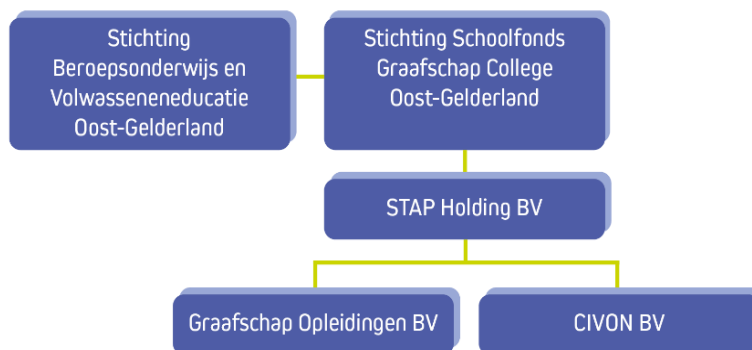 Stichting
Beroepsonderwijs en
Volwasseneneducatie
Oost-Gelderland
Stichting Schoolfonds
Graafschap College
Oost-Gelderland
STAP Holding BV
Graafschap Opleidingen BV
CIVON BV